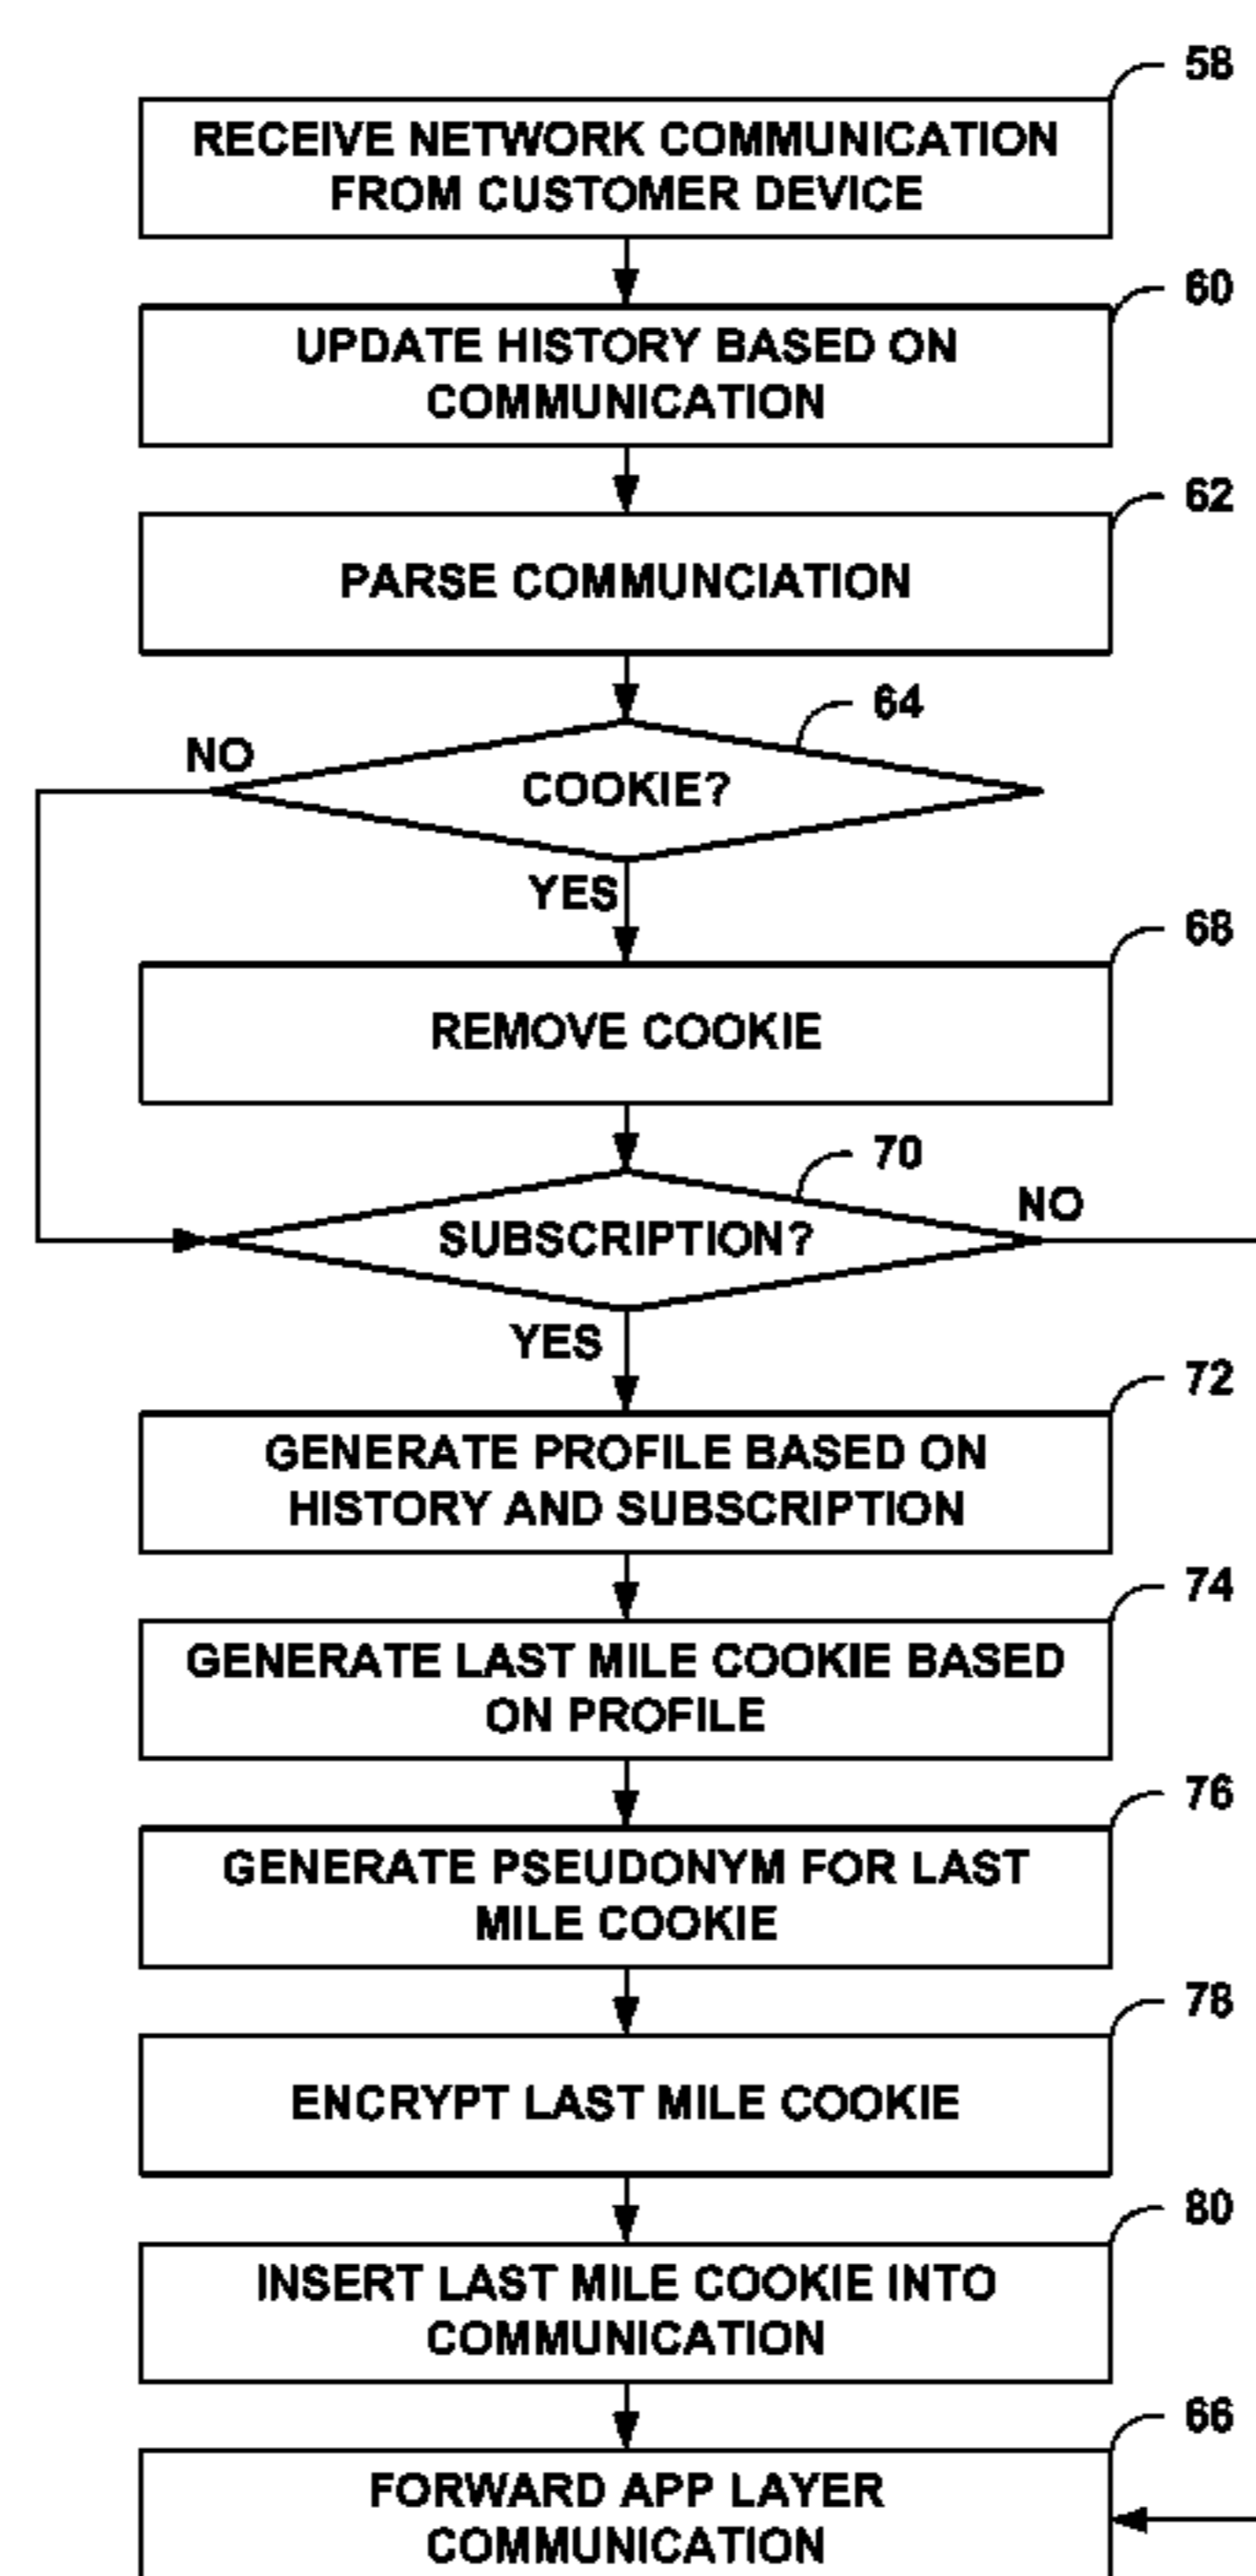 58
RECEIVE NETWORK COMMUNICATION
FROM CUSTOMER DEVICE
60
UPDATE HISTORY BASED ON
COMMUNICATION
62
PARSE COMMUNCIATION
64
NO
COOKIE?
YES
68
REMOVE COOKIE
70
NO
SUBSCRIPTION?
YES
72
GENERATE PROFILE BASED ON
HISTORY AND SUBSCRIPTION
74
GENERATE LAST MILE COOKIE BASED
ON PROFILE
76
GENERATE PSEUDONYM FOR LAST
MILE COOKIE
78
ENCRYPT LAST MILE COOKIE
80
INSERT LAST MILE COOKIE INTO
COMMUNICATION
66
FORWARD APP LAYER
COMMUNICATION